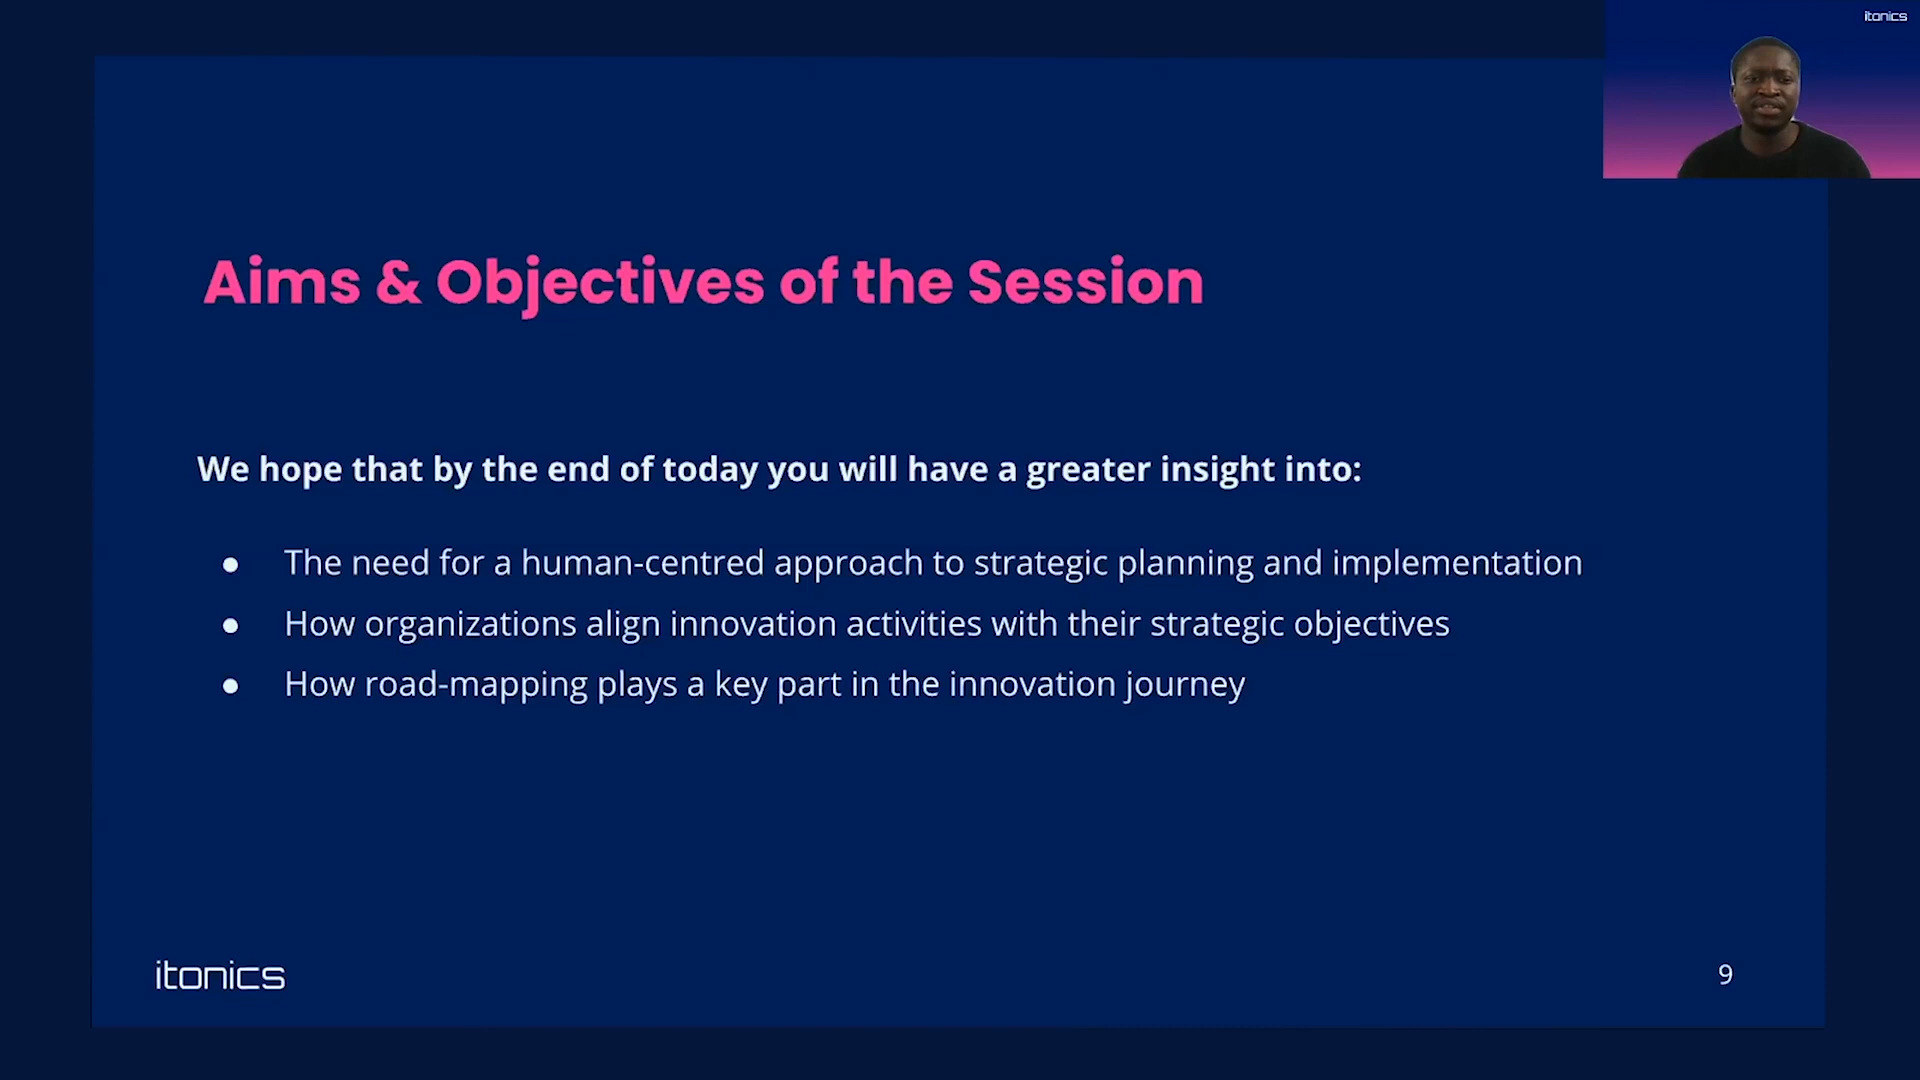 itonics
Aims & Objectives of the Session
We hope that by the end of today you will have a greater insight into:
● The need for a human-centred approach to strategic planning and implementation
● How organizations align innovation activities with their strategic objectives
● How road-mapping plays a key part in the innovation journey
itonics
9